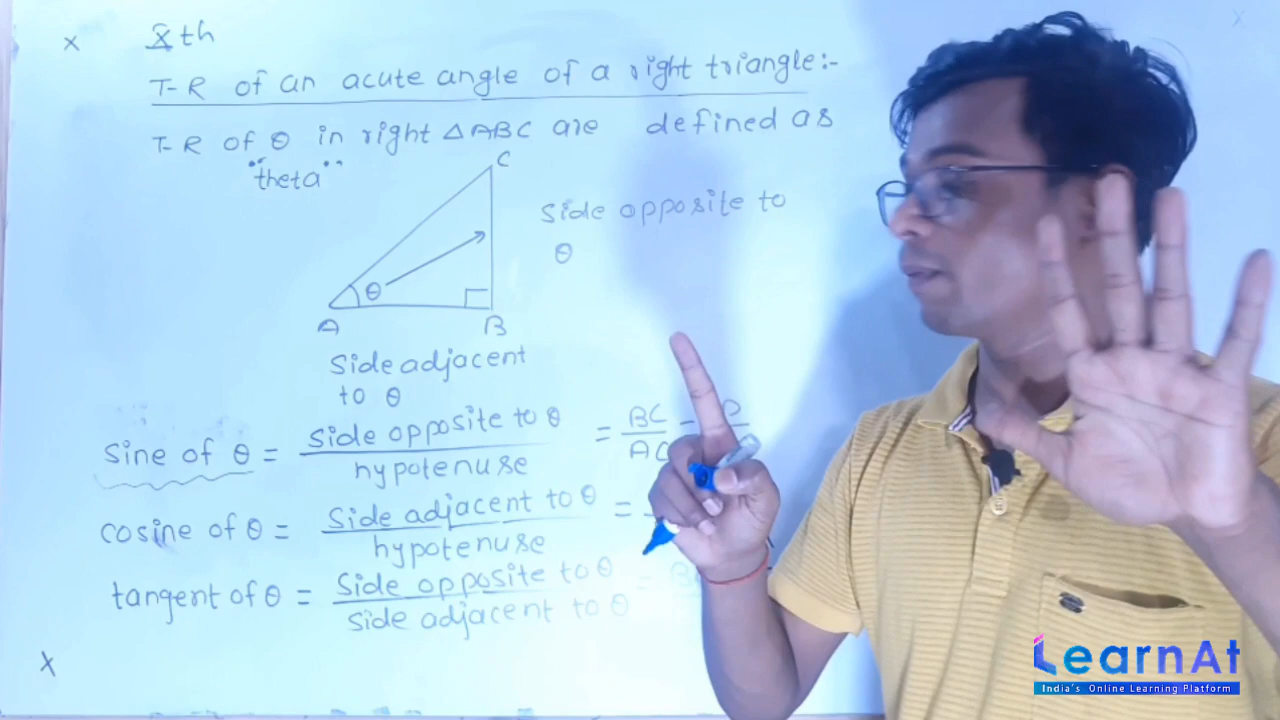 Xth
T-R of an acute angle of a right triangle:-
T-R of θ in right △ABC are defined as
"theta"
C
Side opposite to
θ
θ
A B
Side adjacent
to θ
sine of θ = side opposite to θ / hypotenuse = BC / AC =
cosine of θ = side adjacent to θ / hypotenuse =
tangent of θ = side opposite to θ / side adjacent to θ =
LearnAt
India's Online Learning Platform